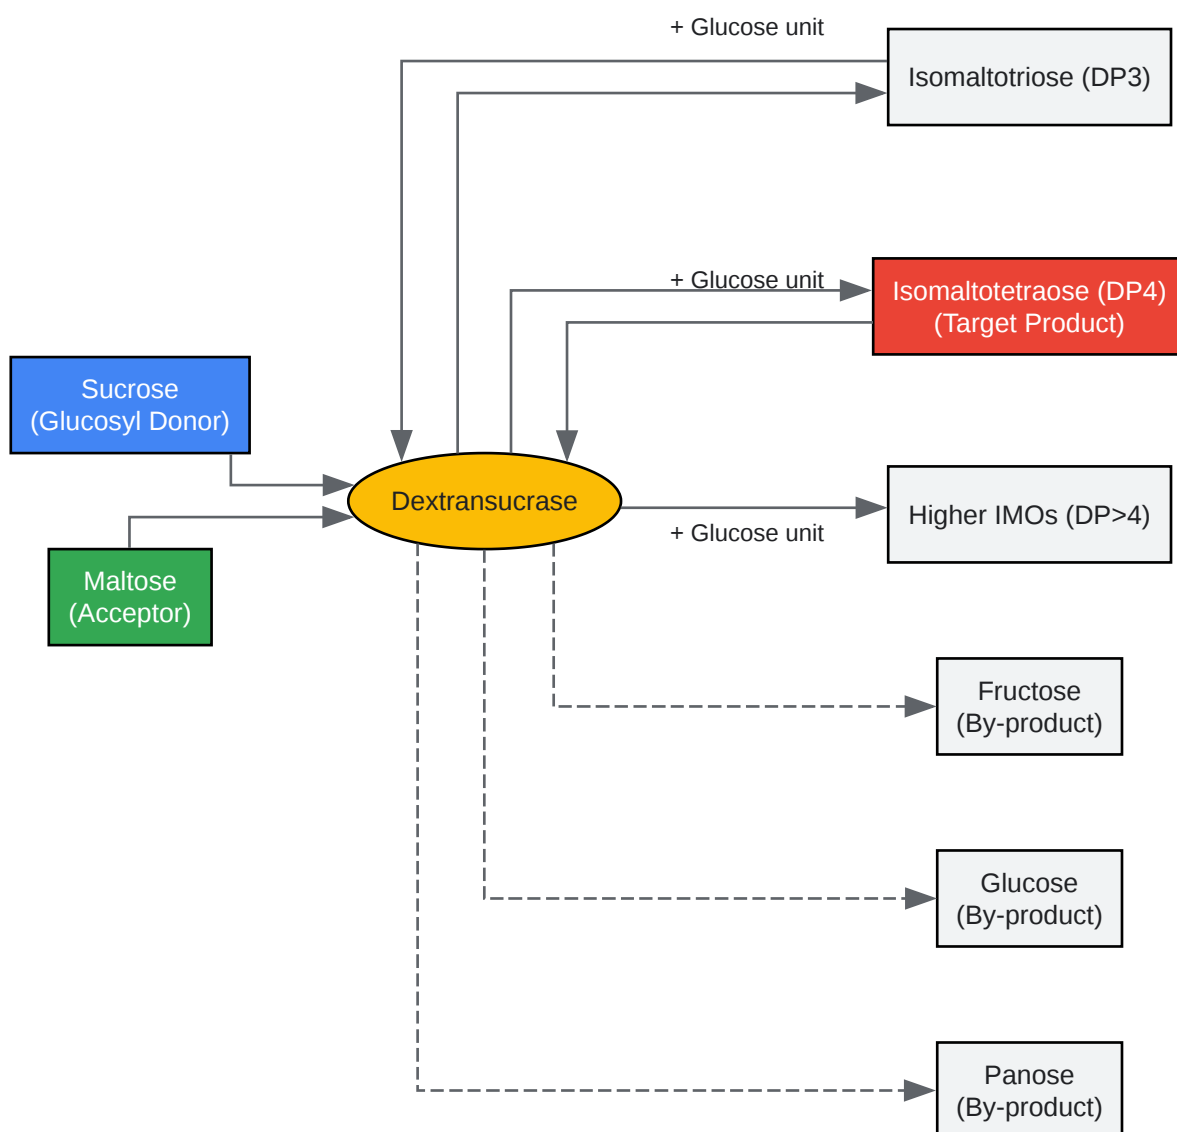 + Glucose unit
Isomaltotriose (DP3)
+ Glucose unit
Isomaltotetraose (DP4)
(Target Product)
Sucrose
(Glucosyl Donor)
Dextransucrase
Higher IMOs (DP>4)
+ Glucose unit
Maltose
(Acceptor)
Fructose
(By-product)
Glucose
(By-product)
Panose
(By-product)